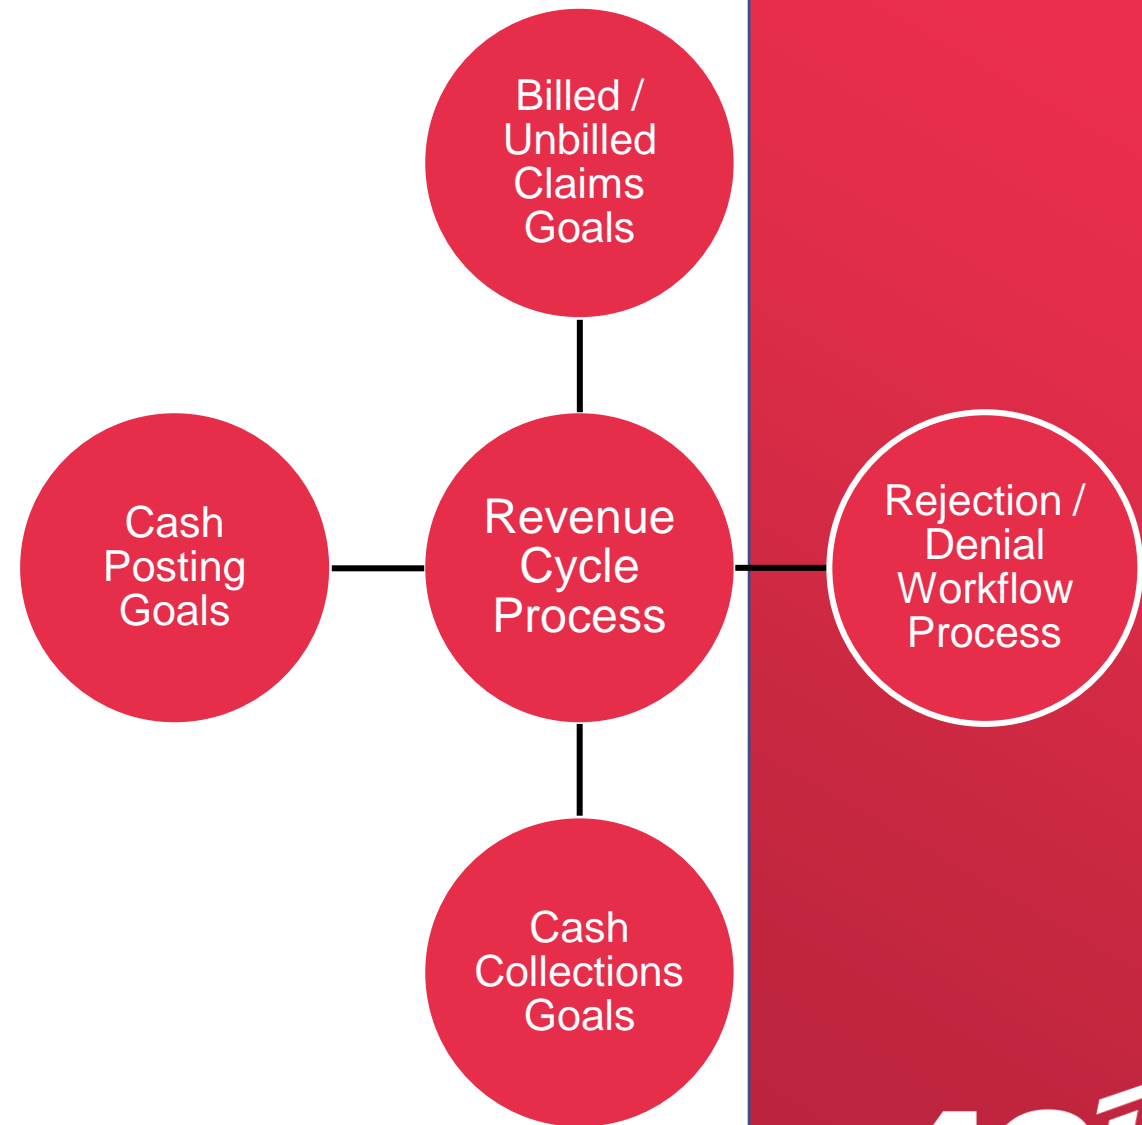 Billed /
Unbilled
Claims
Goals
Cash
Posting
Goals
Revenue
Cycle
Process
Rejection /
Denial
Workflow
Process
Cash
Collections
Goals